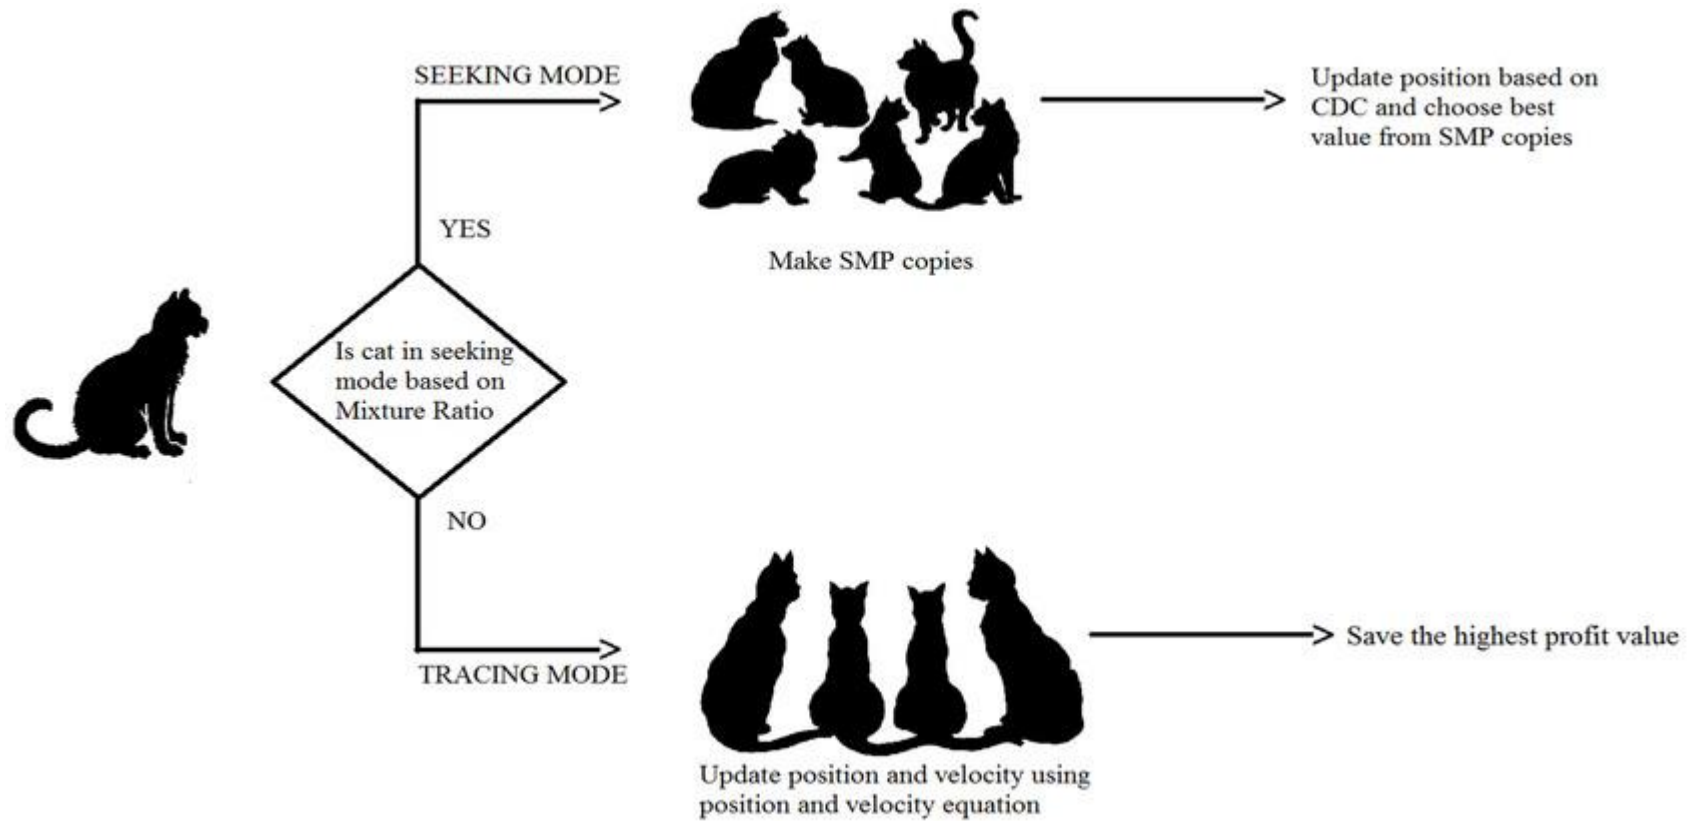 SEEKING MODE
Update position based on
CDC and choose best
value from SMP copies
YES
Make SMP copies
Is cat in seeking
mode based on
Mixture Ratio
NO
TRACING MODE
Save the highest profit value
Update position and velocity using
position and velocity equation